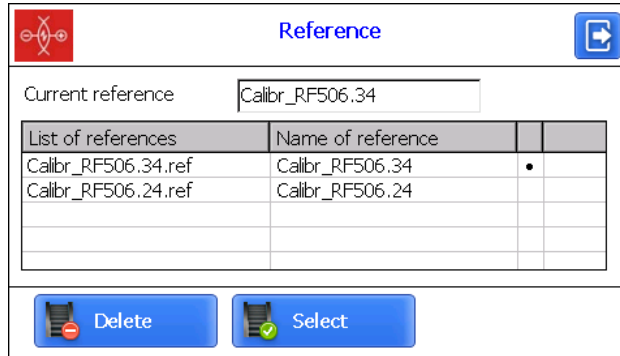 Reference
Current reference Calibr_RF506.34
List of references Name of reference
Calibr_RF506.34.ref Calibr_RF506.34 •
Calibr_RF506.24.ref Calibr_RF506.24
Delete Select